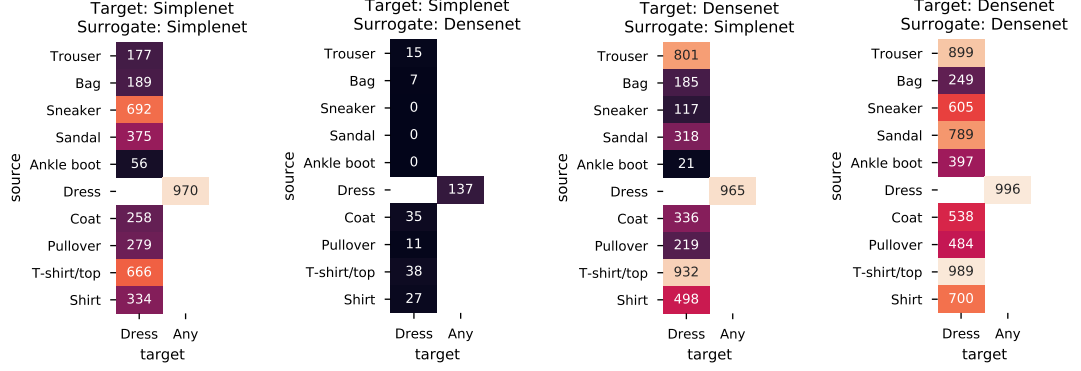 Target: Simplenet
Surrogate: Simplenet
source
Trouser 177
Bag 189
Sneaker 692
Sandal 375
Ankle boot 56
Dress 970
Coat 258
Pullover 279
T-shirt/top 666
Shirt 334
Dress Any
target
Target: Simplenet
Surrogate: Densenet
source
Trouser 15
Bag 7
Sneaker 0
Sandal 0
Ankle boot 0
Dress 137
Coat 35
Pullover 11
T-shirt/top 38
Shirt 27
Dress Any
target
Target: Densenet
Surrogate: Simplenet
source
Trouser 801
Bag 185
Sneaker 117
Sandal 318
Ankle boot 21
Dress 965
Coat 336
Pullover 219
T-shirt/top 932
Shirt 498
Dress Any
target
Target: Densenet
Surrogate: Densenet
source
Trouser 899
Bag 249
Sneaker 605
Sandal 789
Ankle boot 397
Dress 996
Coat 538
Pullover 484
T-shirt/top 989
Shirt 700
Dress Any
target